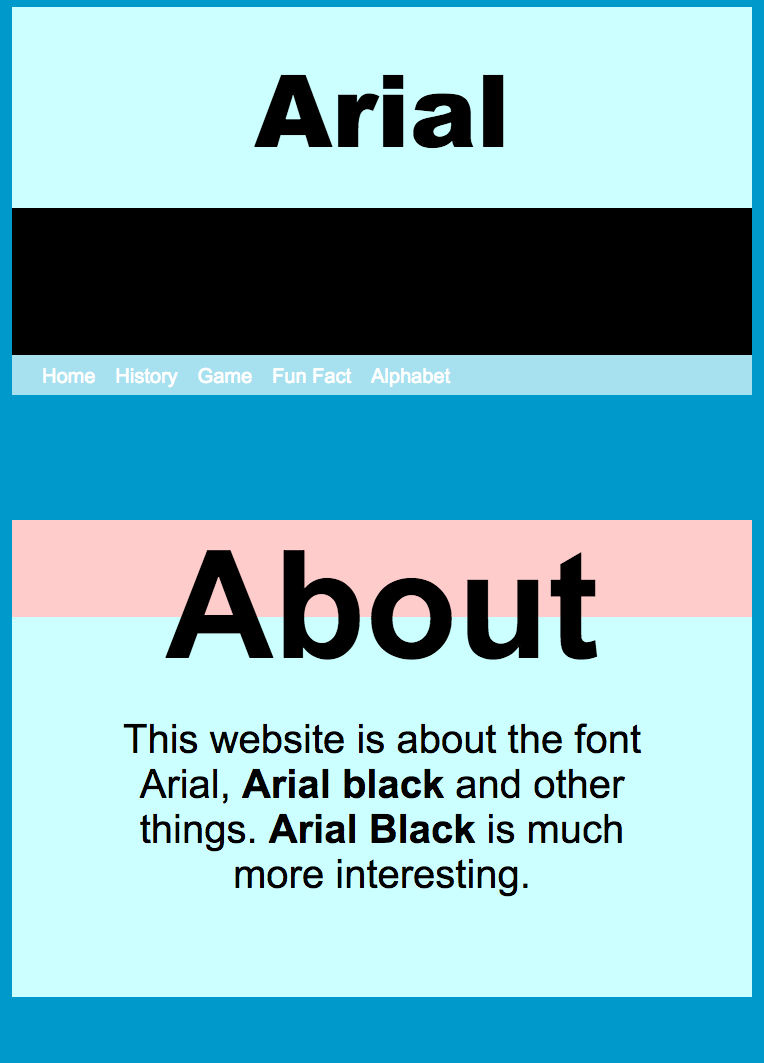 Arial
Home History Game Fun Fact Alphabet
About
This website is about the font
Arial, Arial black and other
things. Arial Black is much
more interesting.